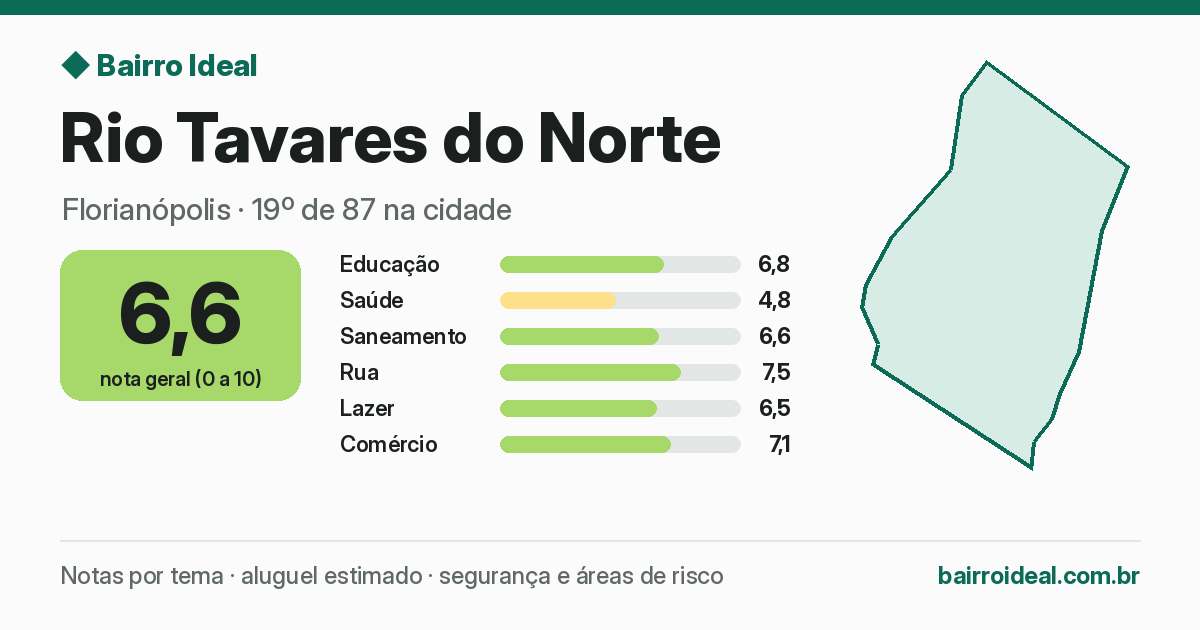 Bairro Ideal
Rio Tavares do Norte
Florianópolis · 19º de 87 na cidade
6,6
nota geral (0 a 10)
Educação 6,8
Saúde 4,8
Saneamento 6,6
Rua 7,5
Lazer 6,5
Comércio 7,1
Notas por tema · aluguel estimado · segurança e áreas de risco
bairroideal.com.br